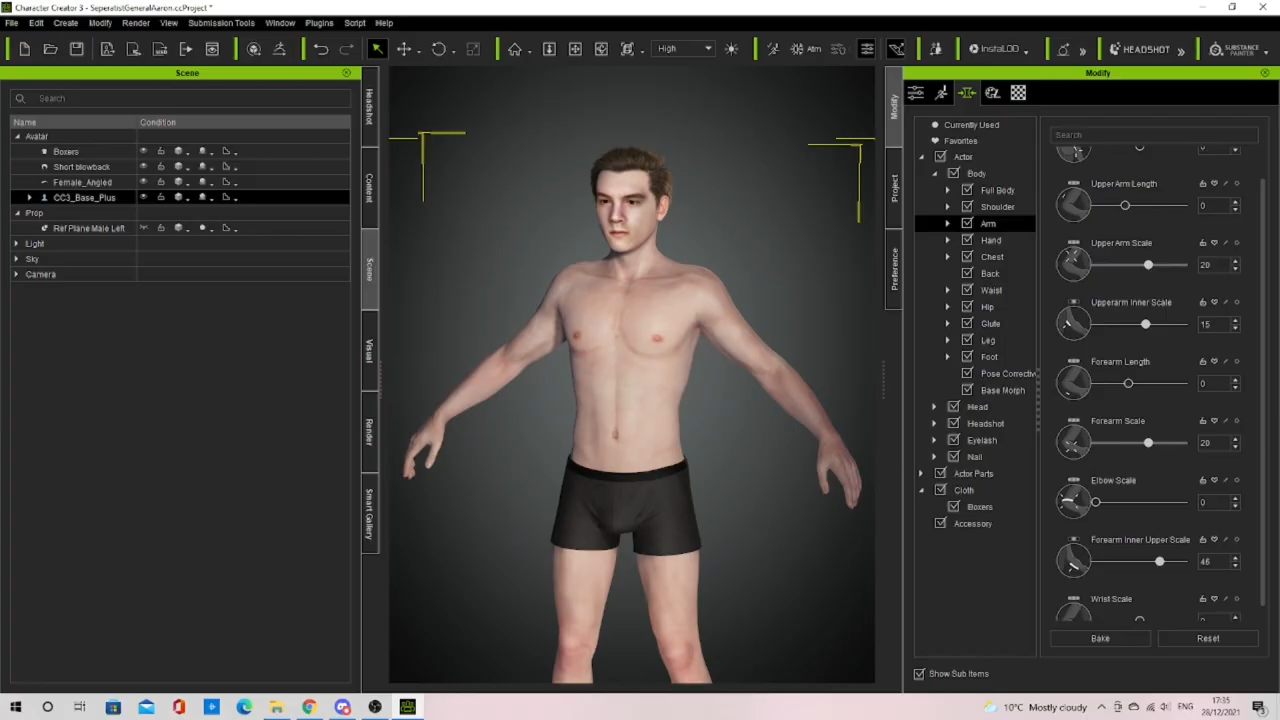 Character Creator 3 - SeperalistGeneralAaron.ccProject *
File Edit Create Modify Render View Submission Tools Window Plugins Script Help
High Atm InstaLOD HEADSHOT SUBSTANCE PAINTER
Scene
Search
Name Condition
Avatar
Boxers
Short blowback
Female_Angled
CC3_Base_Plus
Prop
Ref Plane Male Left
Light
Sky
Camera
Headshot
Content
Scene
Visual
Render
Smart Gallery
Modify
Project
Preference
Modify
Currently Used
Favorites
Actor
Body
Full Body
Shoulder
Arm
Hand
Chest
Back
Waist
Hip
Glute
Leg
Foot
Pose Correctiv
Base Morph
Head
Headshot
Eyelash
Nail
Actor Parts
Cloth
Boxers
Accessory
Show Sub Items
Search
Upper Arm Length
0
Upper Arm Scale
20
Upperarm Inner Scale
15
Forearm Length
0
Forearm Scale
20
Elbow Scale
0
Forearm Inner Upper Scale
46
Wrist Scale
Bake Reset
10°C Mostly cloudy ENG 17:35
28/12/2021
3